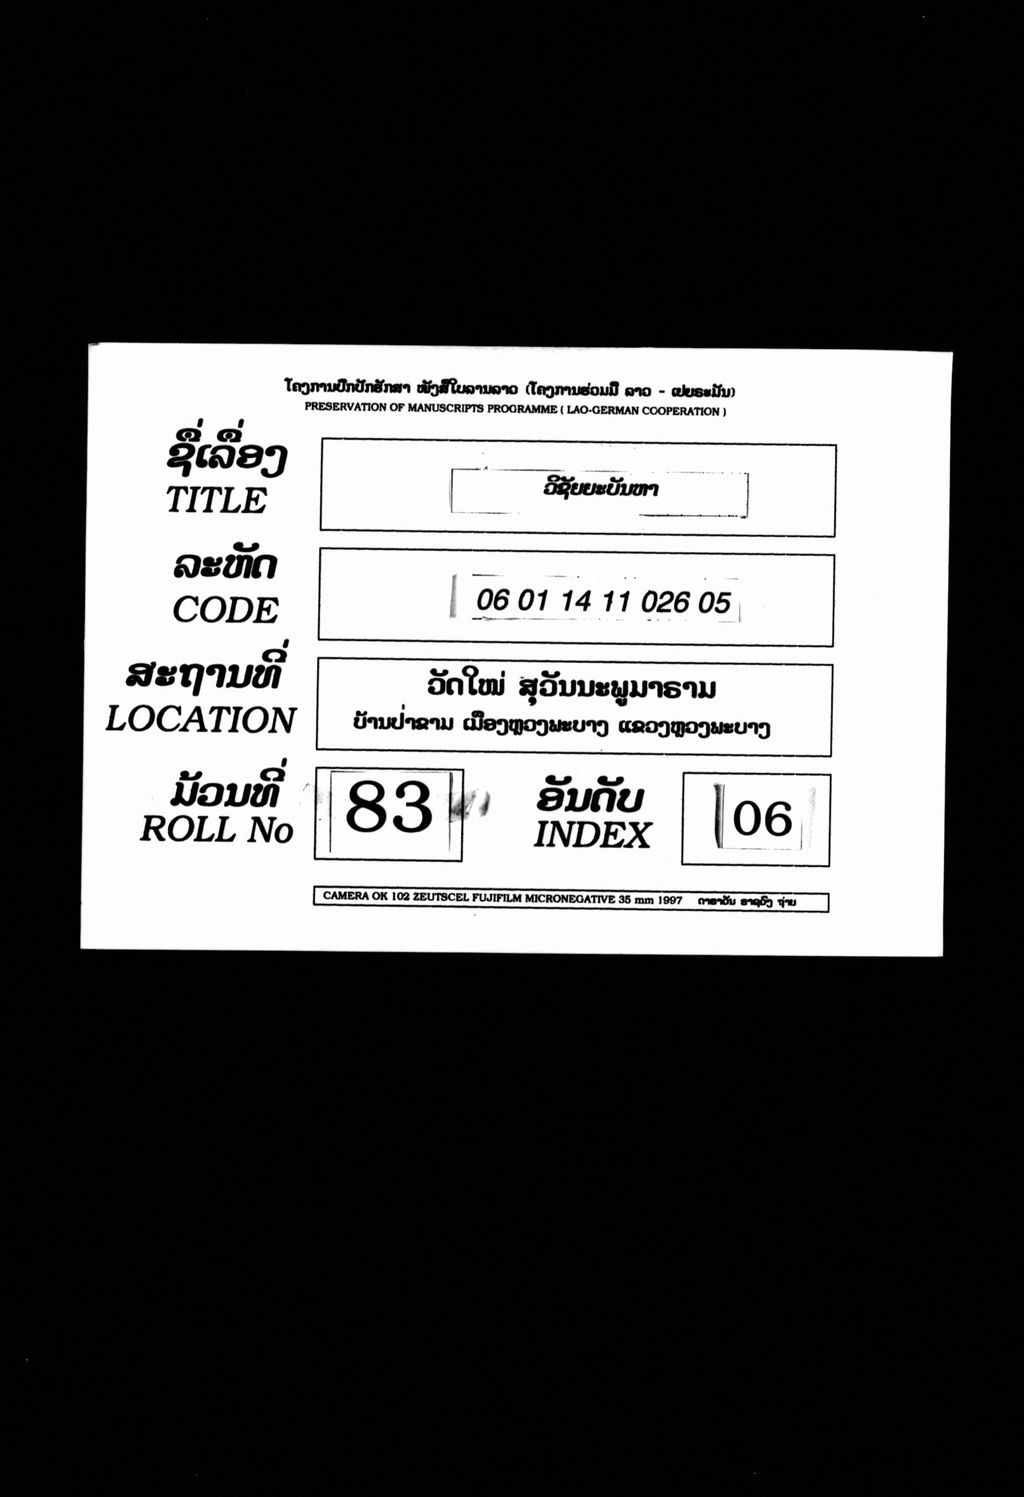 ໂຄງການປົກປັກຮັກສາ ໜັງສືໃບລານລາວ (ໂຄງການຮ່ວມມື ລາວ - ເຢຍຣະມັນ)
PRESERVATION OF MANUSCRIPTS PROGRAMME ( LAO-GERMAN COOPERATION )
ຊື່ເລື່ອງ
TITLE
ວິຊັຍຍະບັນຫາ
ລະຫັດ
CODE
06 01 14 11 026 05
ສະຖານທີ່
LOCATION
ວັດໃໝ່ ສຸວັນນະພູມາຣາມ
ບ້ານປ່າຂາມ ເມືອງຫຼວງພະບາງ ແຂວງຫຼວງພະບາງ
ມ້ວນທີ່
ROLL No
83
ອັນດັບ
INDEX
06
CAMERA OK 102 ZEUTSCEL FUJIFILM MICRONEGATIVE 35 mm 1997 ຖ່າຍ